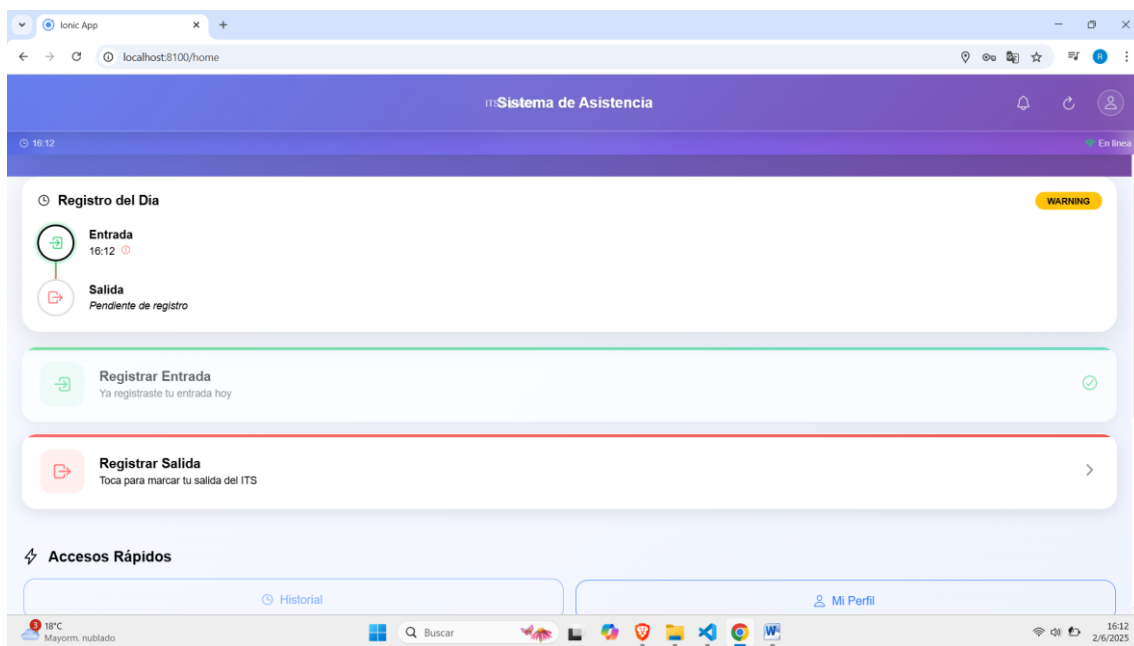 Ionic App
localhost:8100/home
R
Sistema de Asistencia
16:12
En línea
Registro del Día
WARNING
Entrada
16:12
Salida
Pendiente de registro
Registrar Entrada
Ya registraste tu entrada hoy
Registrar Salida
Toca para marcar tu salida del ITS
Accesos Rápidos
Historial
Mi Perfil
3
18°C
Mayorm. nublado
Buscar
16:12
2/6/2025